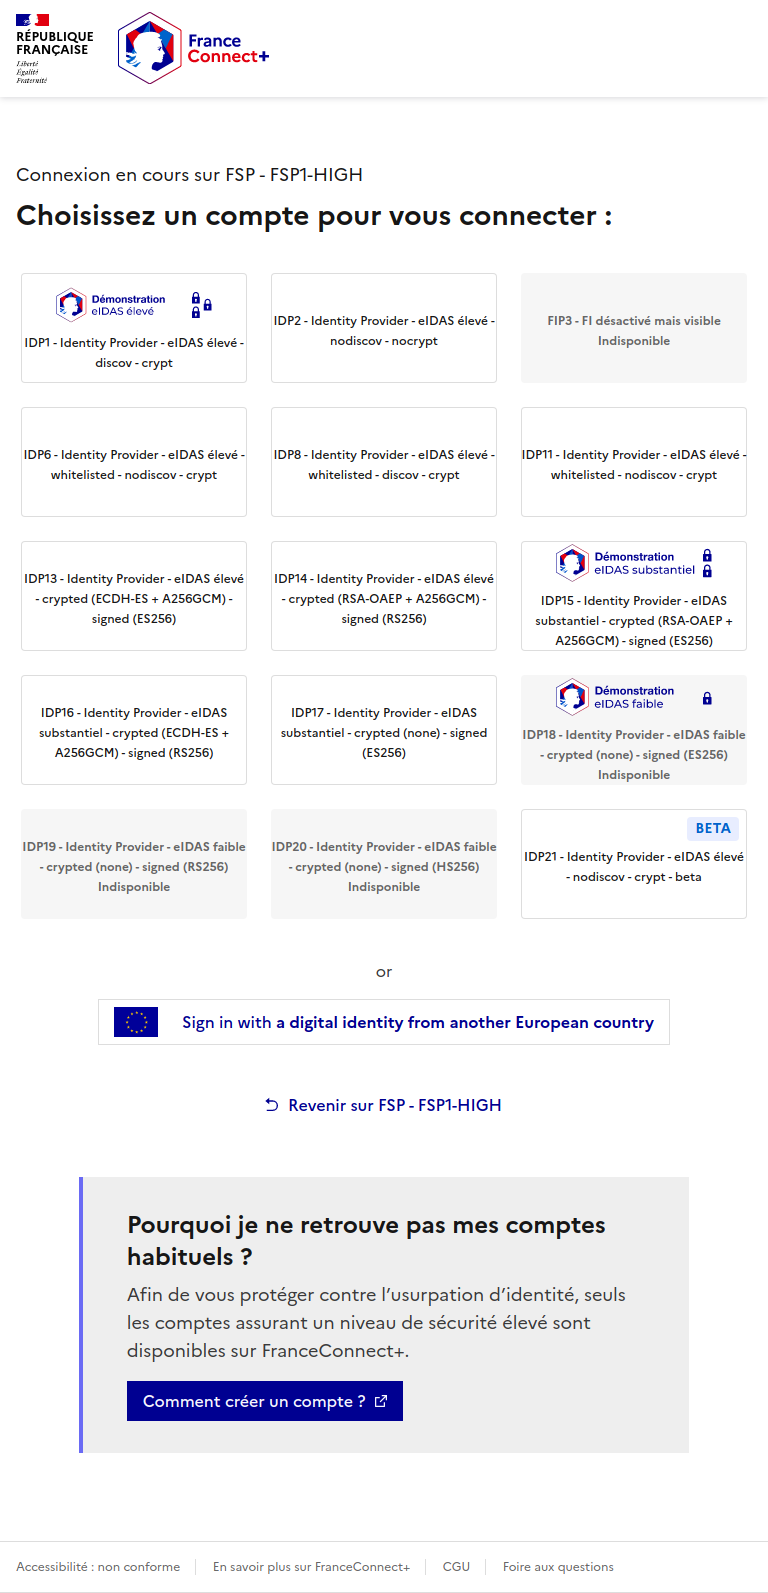 RÉPUBLIQUE
FRANÇAISE
Liberté
Égalité
Fraternité
France
Connect+
Connexion en cours sur FSP - FSP1-HIGH
Choisissez un compte pour vous connecter :
Démonstration
eIDAS élevé
IDP1 - Identity Provider - eIDAS élevé -
discov - crypt
IDP2 - Identity Provider - eIDAS élevé -
nodiscov - nocrypt
FIP3 - FI désactivé mais visible
Indisponible
IDP6 - Identity Provider - eIDAS élevé -
whitelisted - nodiscov - crypt
IDP8 - Identity Provider - eIDAS élevé -
whitelisted - discov - crypt
IDP11 - Identity Provider - eIDAS élevé -
whitelisted - nodiscov - crypt
IDP13 - Identity Provider - eIDAS élevé
- crypted (ECDH-ES + A256GCM) -
signed (ES256)
IDP14 - Identity Provider - eIDAS élevé
- crypted (RSA-OAEP + A256GCM) -
signed (RS256)
Démonstration
eIDAS substantiel
IDP15 - Identity Provider - eIDAS
substantiel - crypted (RSA-OAEP +
A256GCM) - signed (ES256)
IDP16 - Identity Provider - eIDAS
substantiel - crypted (ECDH-ES +
A256GCM) - signed (RS256)
IDP17 - Identity Provider - eIDAS
substantiel - crypted (none) - signed
(ES256)
Démonstration
eIDAS faible
IDP18 - Identity Provider - eIDAS faible
- crypted (none) - signed (ES256)
Indisponible
IDP19 - Identity Provider - eIDAS faible
- crypted (none) - signed (RS256)
Indisponible
IDP20 - Identity Provider - eIDAS faible
- crypted (none) - signed (HS256)
Indisponible
BETA
IDP21 - Identity Provider - eIDAS élevé
- nodiscov - crypt - beta
or
Sign in with a digital identity from another European country
Revenir sur FSP - FSP1-HIGH
Pourquoi je ne retrouve pas mes comptes
habituels ?
Afin de vous protéger contre l’usurpation d’identité, seuls
les comptes assurant un niveau de sécurité élevé sont
disponibles sur FranceConnect+.
Comment créer un compte ?
Accessibilité : non conforme
En savoir plus sur FranceConnect+
CGU
Foire aux questions